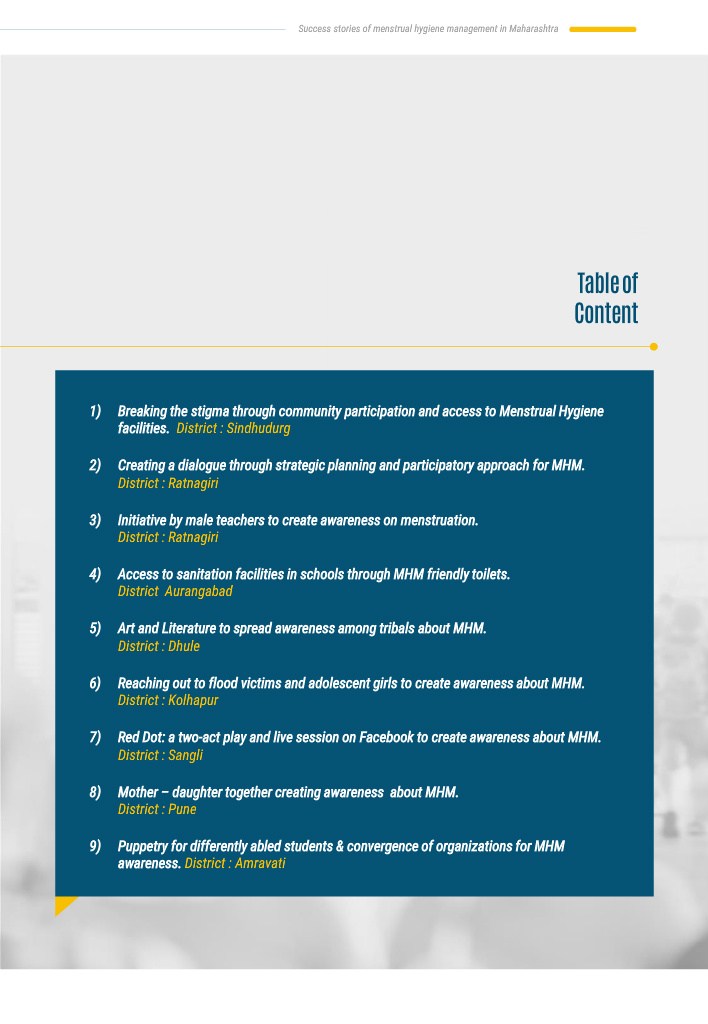 Success stories of menstrual hygiene management in Maharashtra
Table of
Content
1) Breaking the stigma through community participation and access to Menstrual Hygiene
facilities. District : Sindhudurg
2) Creating a dialogue through strategic planning and participatory approach for MHM.
District : Ratnagiri
3) Initiative by male teachers to create awareness on menstruation.
District : Ratnagiri
4) Access to sanitation facilities in schools through MHM friendly toilets.
District Aurangabad
5) Art and Literature to spread awareness among tribals about MHM.
District : Dhule
6) Reaching out to flood victims and adolescent girls to create awareness about MHM.
District : Kolhapur
7) Red Dot: a two-act play and live session on Facebook to create awareness about MHM.
District : Sangli
8) Mother – daughter together creating awareness about MHM.
District : Pune
9) Puppetry for differently abled students & convergence of organizations for MHM
awareness. District : Amravati